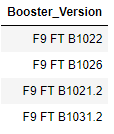 Booster_Version
F9 FT B1022
F9 FT B1026
F9 FT B1021.2
F9 FT B1031.2